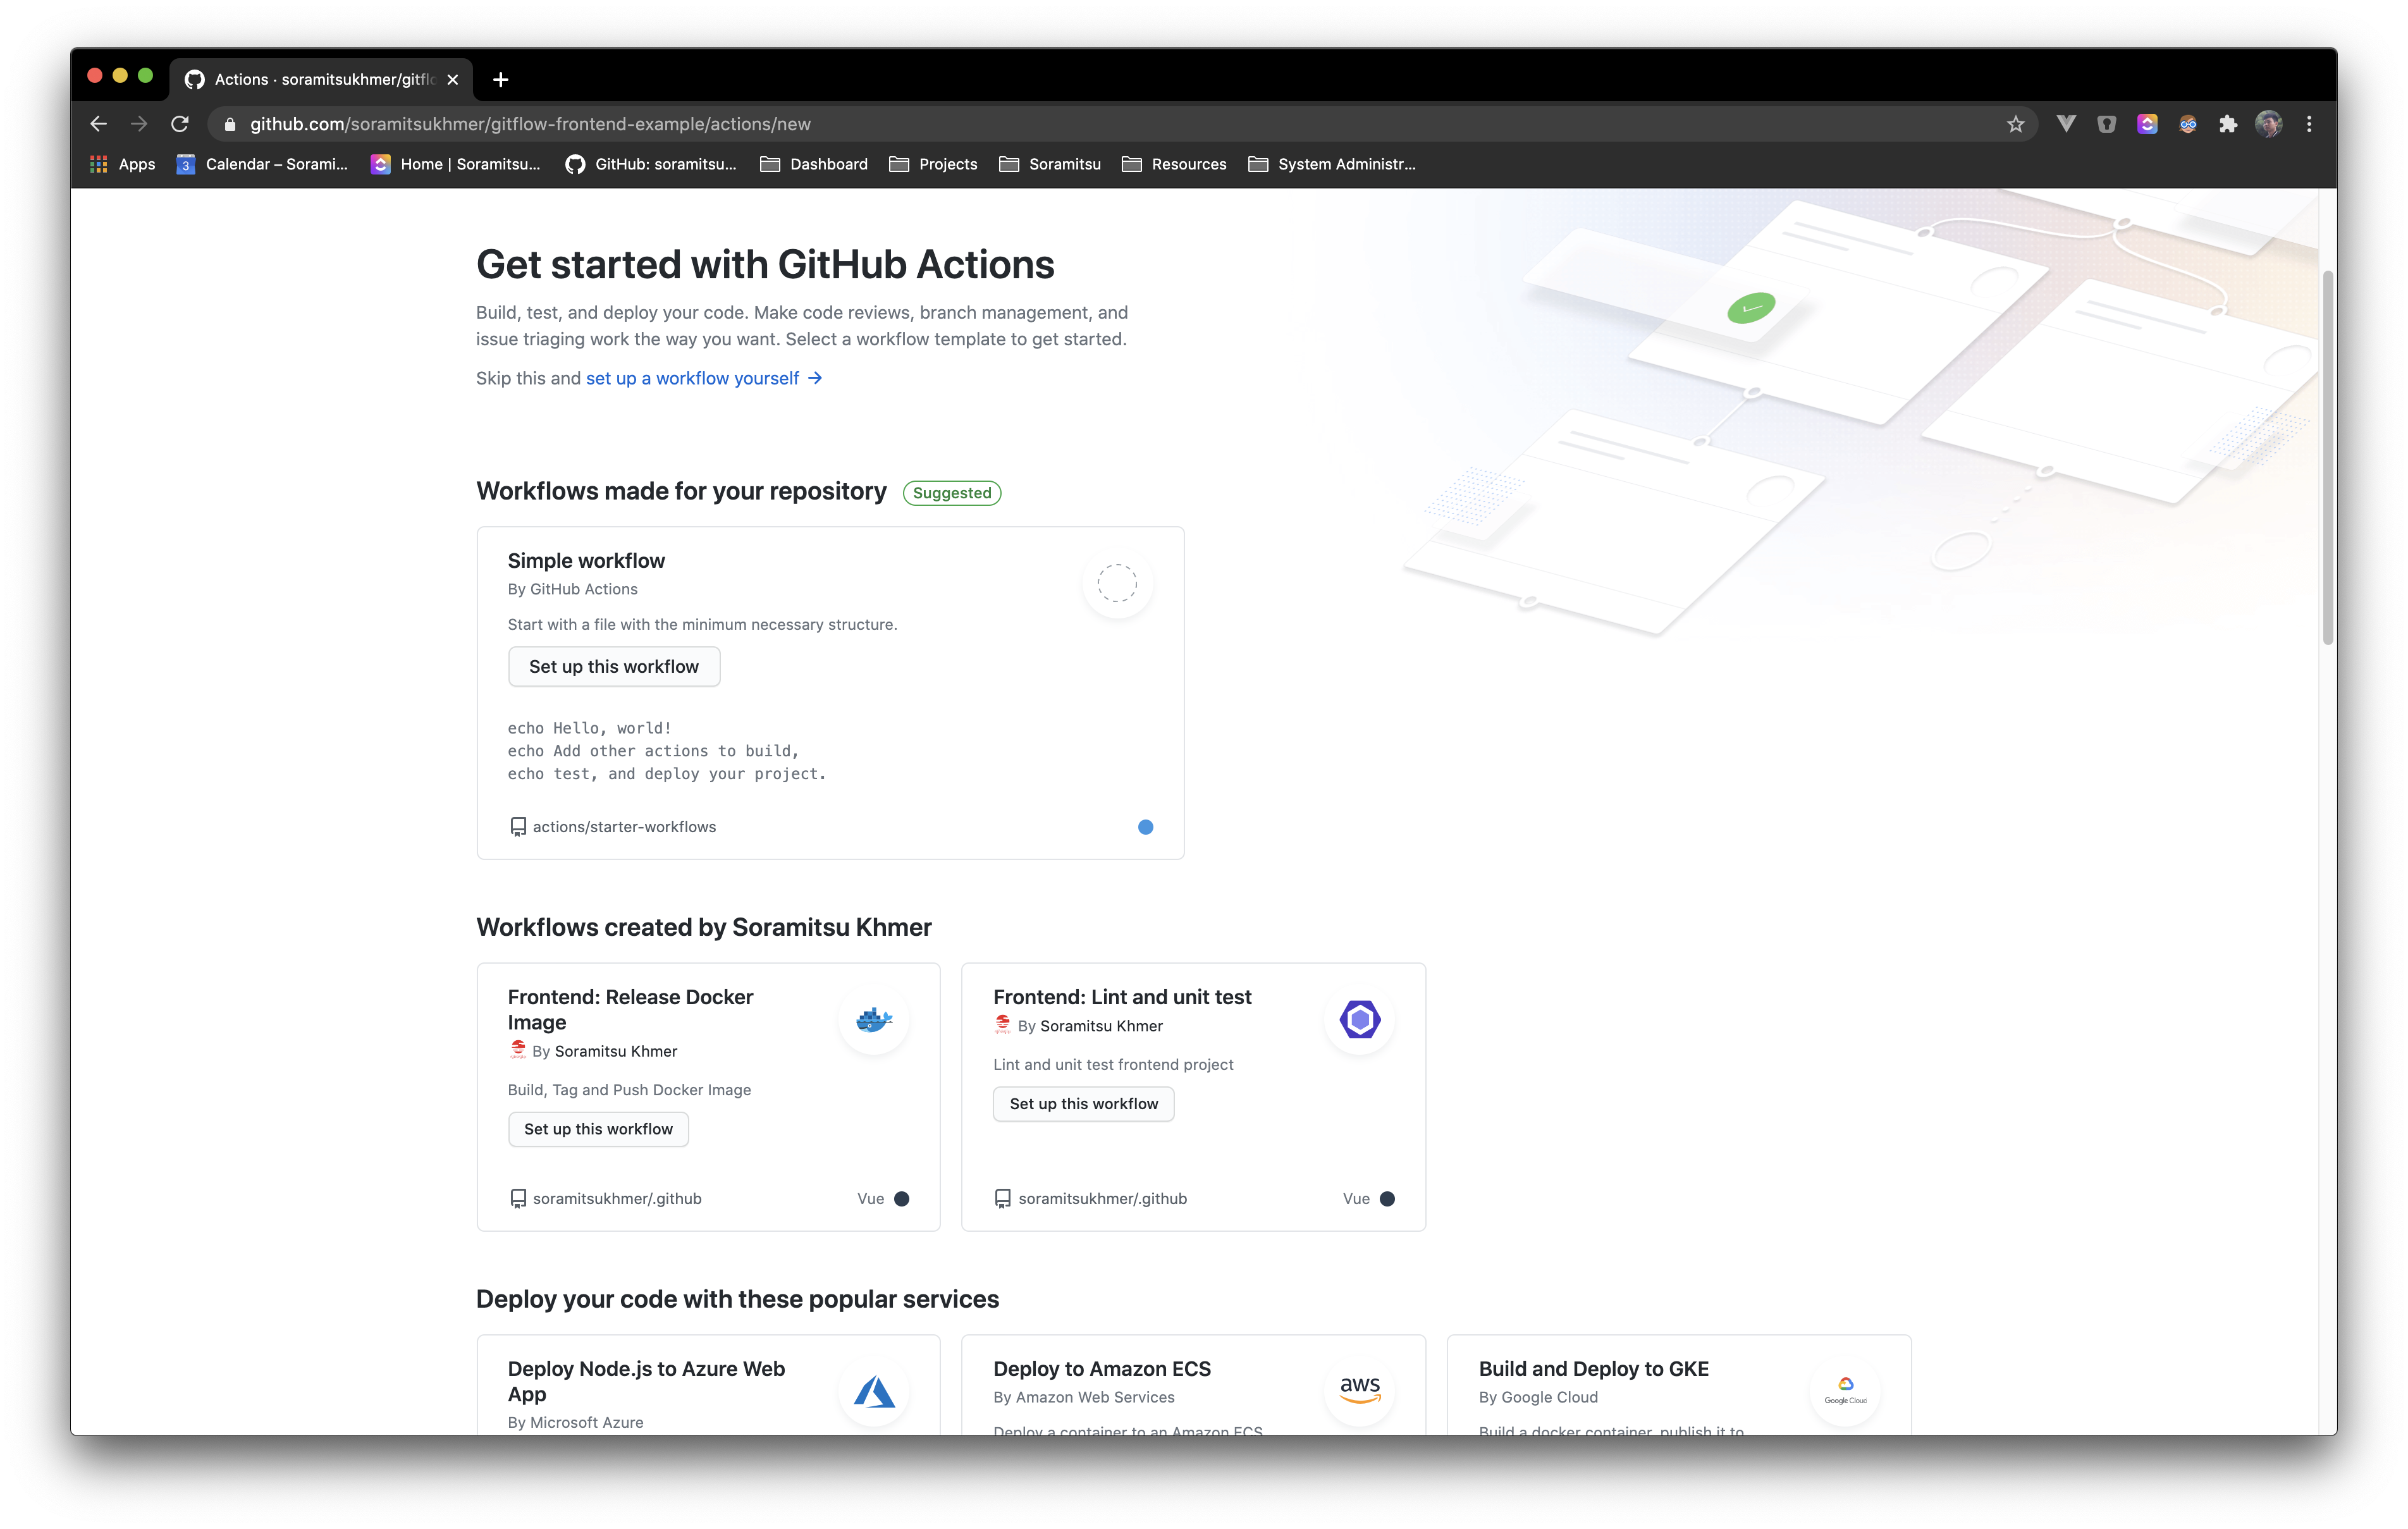 Actions · soramitsukhmer/gitflo
github.com/soramitsukhmer/gitflow-frontend-example/actions/new
Apps
3
Calendar – Sorami...
Home | Soramitsu...
GitHub: soramitsu...
Dashboard
Projects
Soramitsu
Resources
System Administr...
Get started with GitHub Actions
Build, test, and deploy your code. Make code reviews, branch management, and
issue triaging work the way you want. Select a workflow template to get started.
Skip this and set up a workflow yourself →
Workflows made for your repository Suggested
Simple workflow
By GitHub Actions
Start with a file with the minimum necessary structure.
Set up this workflow
echo Hello, world!
echo Add other actions to build,
echo test, and deploy your project.
actions/starter-workflows
Workflows created by Soramitsu Khmer
Frontend: Release Docker
Image
By Soramitsu Khmer
Build, Tag and Push Docker Image
Set up this workflow
soramitsukhmer/.github
Vue
Frontend: Lint and unit test
By Soramitsu Khmer
Lint and unit test frontend project
Set up this workflow
soramitsukhmer/.github
Vue
Deploy your code with these popular services
Deploy Node.js to Azure Web
App
By Microsoft Azure
Deploy to Amazon ECS
By Amazon Web Services
Deploy a container to an Amazon ECS
aws
Build and Deploy to GKE
By Google Cloud
Build a docker container, publish it to
Google Cloud